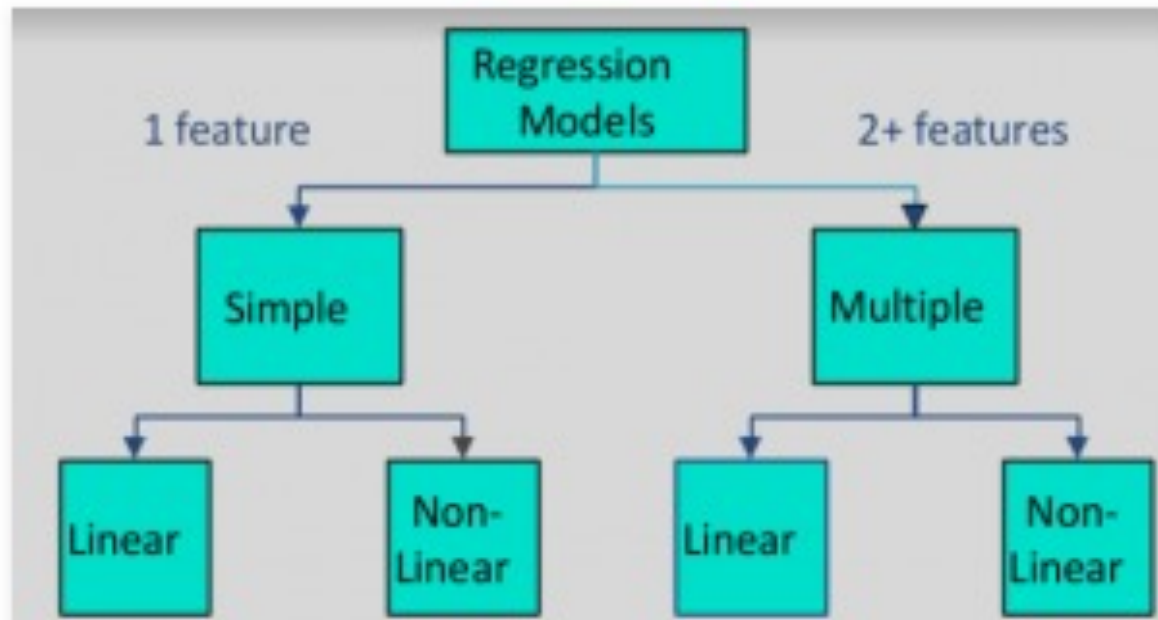 Regression
Models
1 feature
2+ features
Simple
Multiple
Linear
Non-
Linear
Linear
Non-
Linear